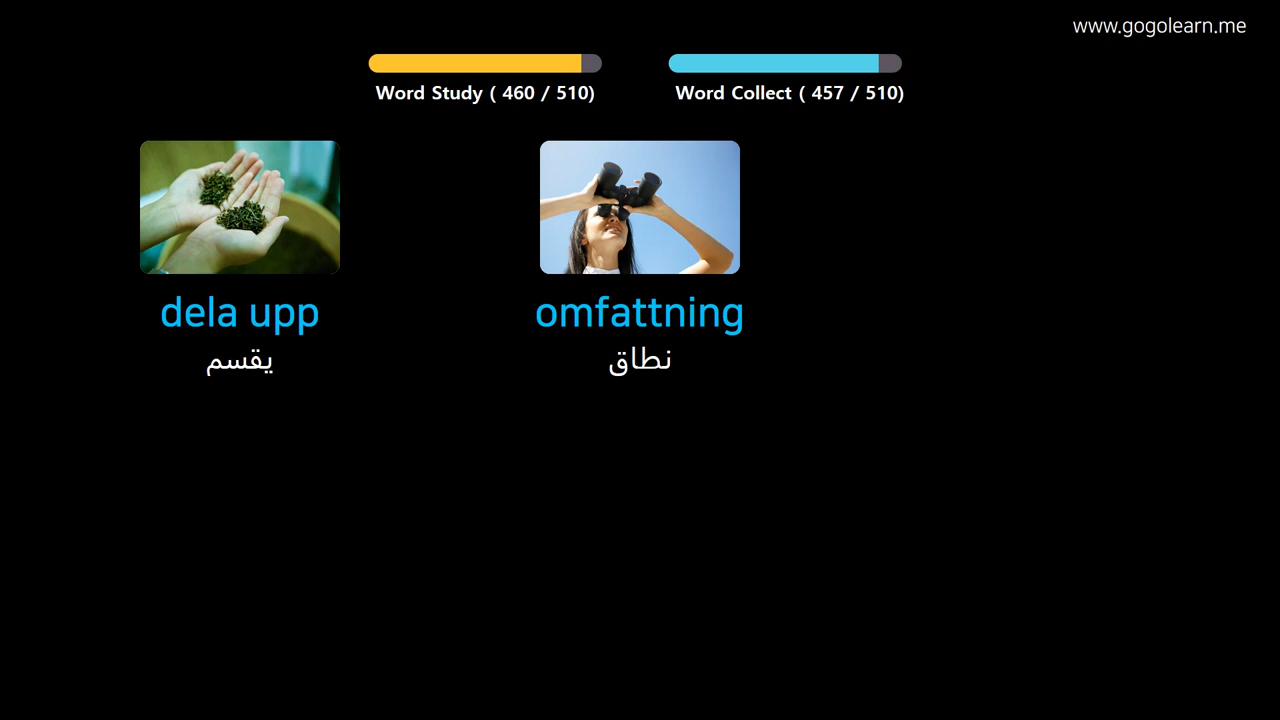 www.gogolearn.me
Word Study ( 460 / 510)
Word Collect ( 457 / 510)
dela upp
يقسم
omfattning
نطاق